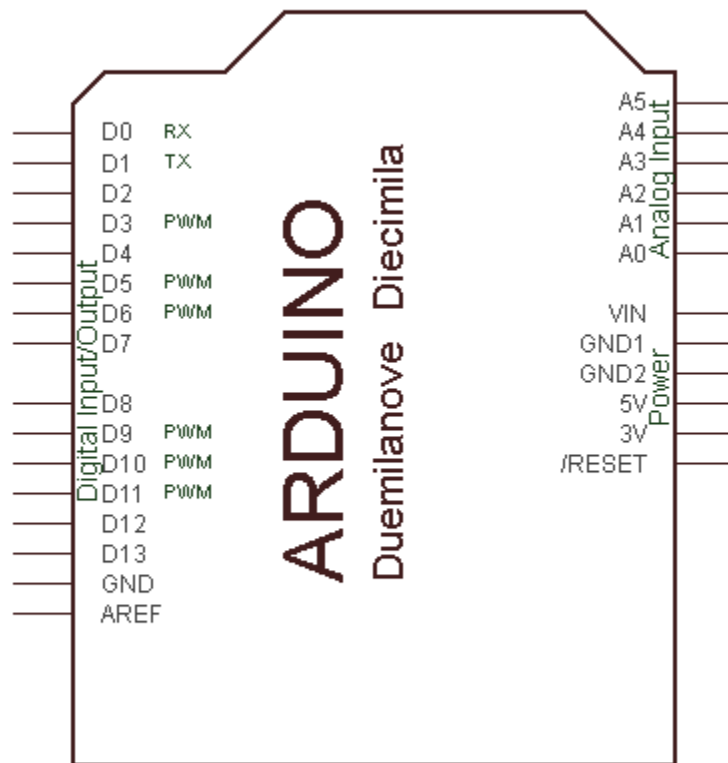 D0 RX
D1 TX
D2
D3 PWM
D4
D5 PWM
D6 PWM
D7
D8
D9 PWM
D10 PWM
D11 PWM
D12
D13
GND
AREF
Digital Input/Output
ARDUINO
Duemilanove Diecimila
A5
A4
A3
A2
A1
A0
Analog Input
VIN
GND1
GND2
5V
3V
/RESET
Power